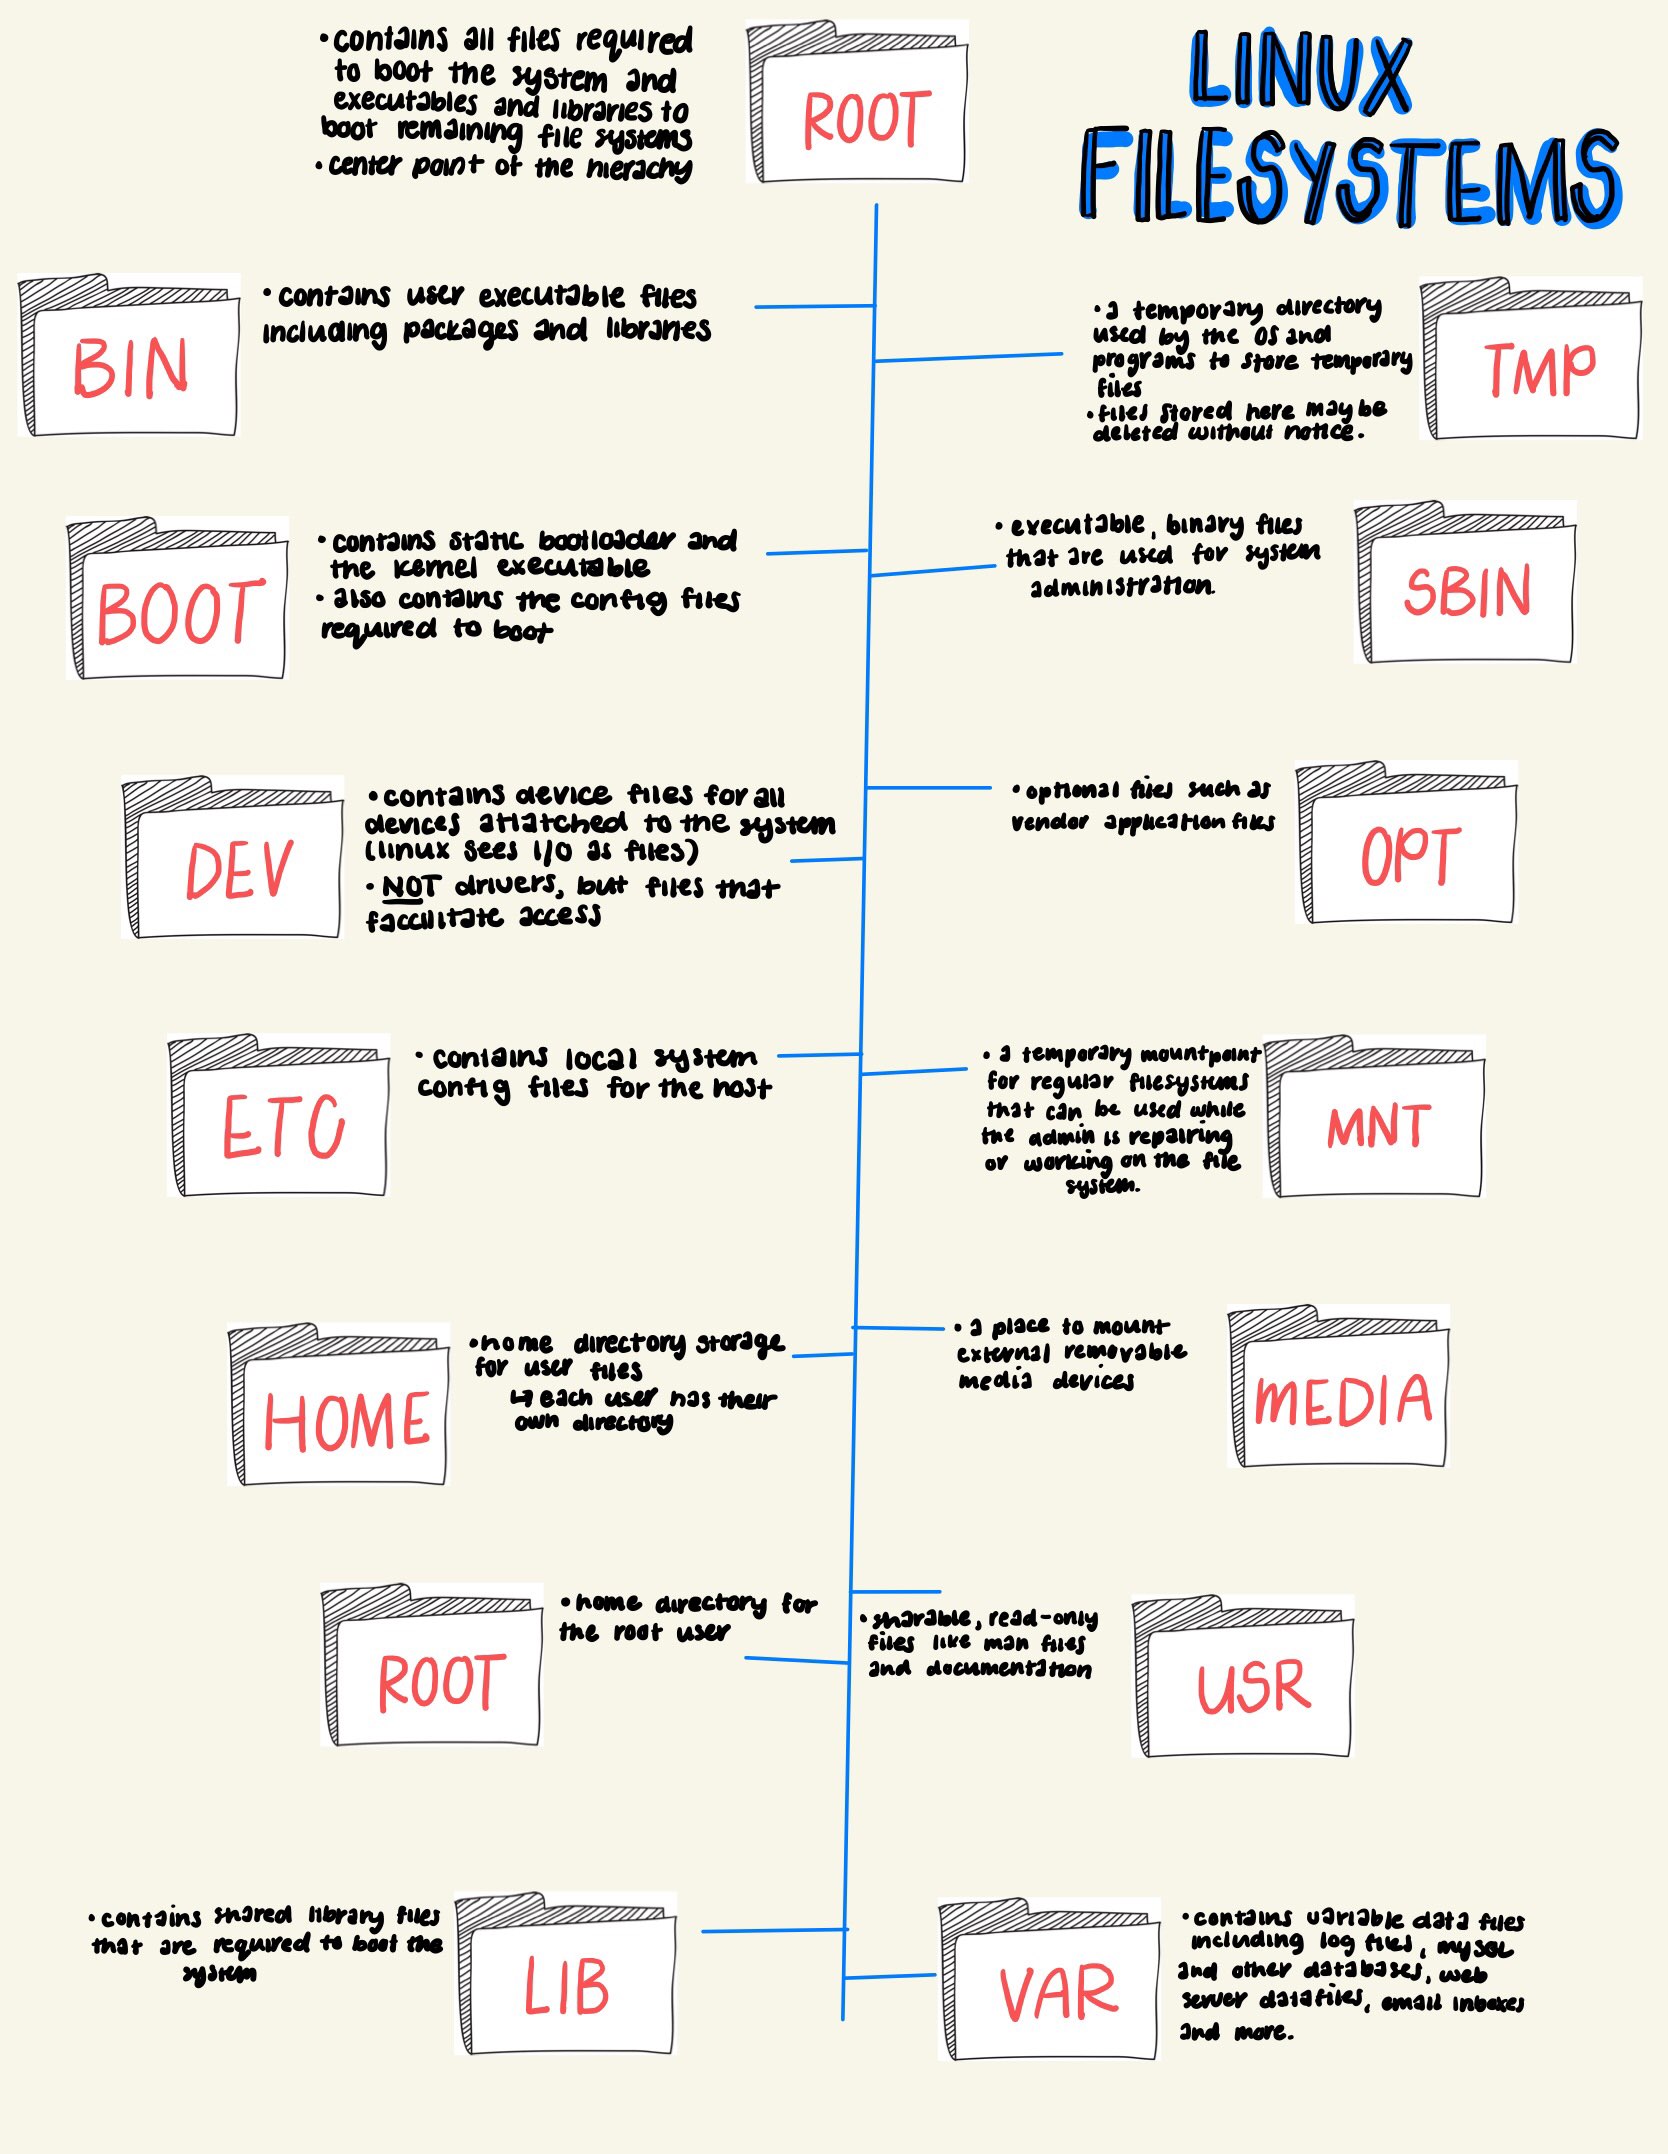 LINUX
FILESYSTEMS
ROOT
•contains all files required
to boot the system and
executables and libraries to
boot remaining file systems
•center point of the hierachy
BIN
•contains user executable files
including packages and libraries
BOOT
•contains static bootloader and
the kernel executable
•also contains the config files
required to boot
DEV
•contains device files for all
devices attatched to the system
(linux sees I/O as files)
•NOT drivers, but files that
faccilitate access
ETC
•contains local system
config files for the host
HOME
•home directory storage
for user files
↳each user has their
own directory
ROOT
•home directory for
the root user
LIB
•contains shared library files
that are required to boot the
system
TMP
•a temporary directory
used by the OS and
programs to store temporary
files
•files stored here may be
deleted without notice.
SBIN
•executable, binary files
that are used for system
administration.
OPT
•optional files such as
vendor application files
MNT
•a temporary mountpoint
for regular filesystems
that can be used while
the admin is repairing
or working on the file
system.
MEDIA
•a place to mount
external removable
media devices
USR
•sharable, read-only
files like man files
and documentation
VAR
•contains variable data files
including log files, mySQL
and other databases, web
server datafiles, email inboxes
and more.